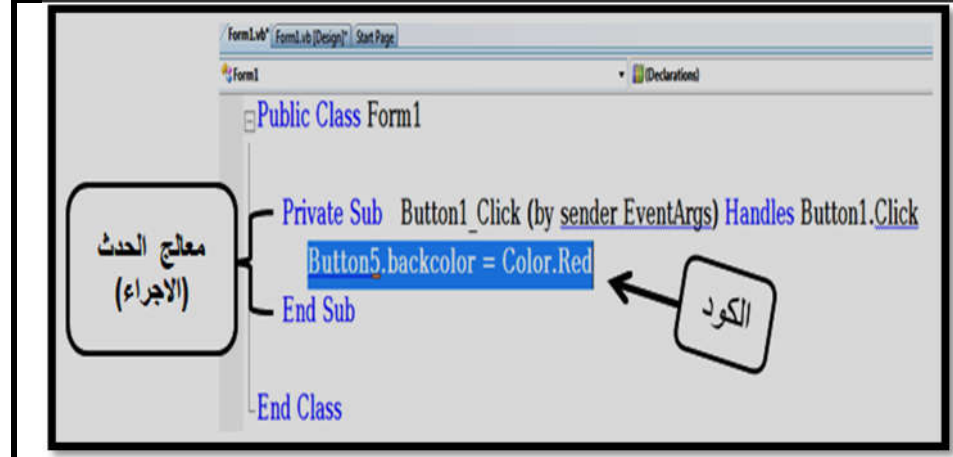 Form1.vb* Form1.vb [Design]* Start Page
Form1 (Declarations)
Public Class Form1
Private Sub Button1_Click (by sender EventArgs) Handles Button1.Click
Button5.backcolor = Color.Red
End Sub
End Class
معالج الحدث
(الاجراء)
الكود